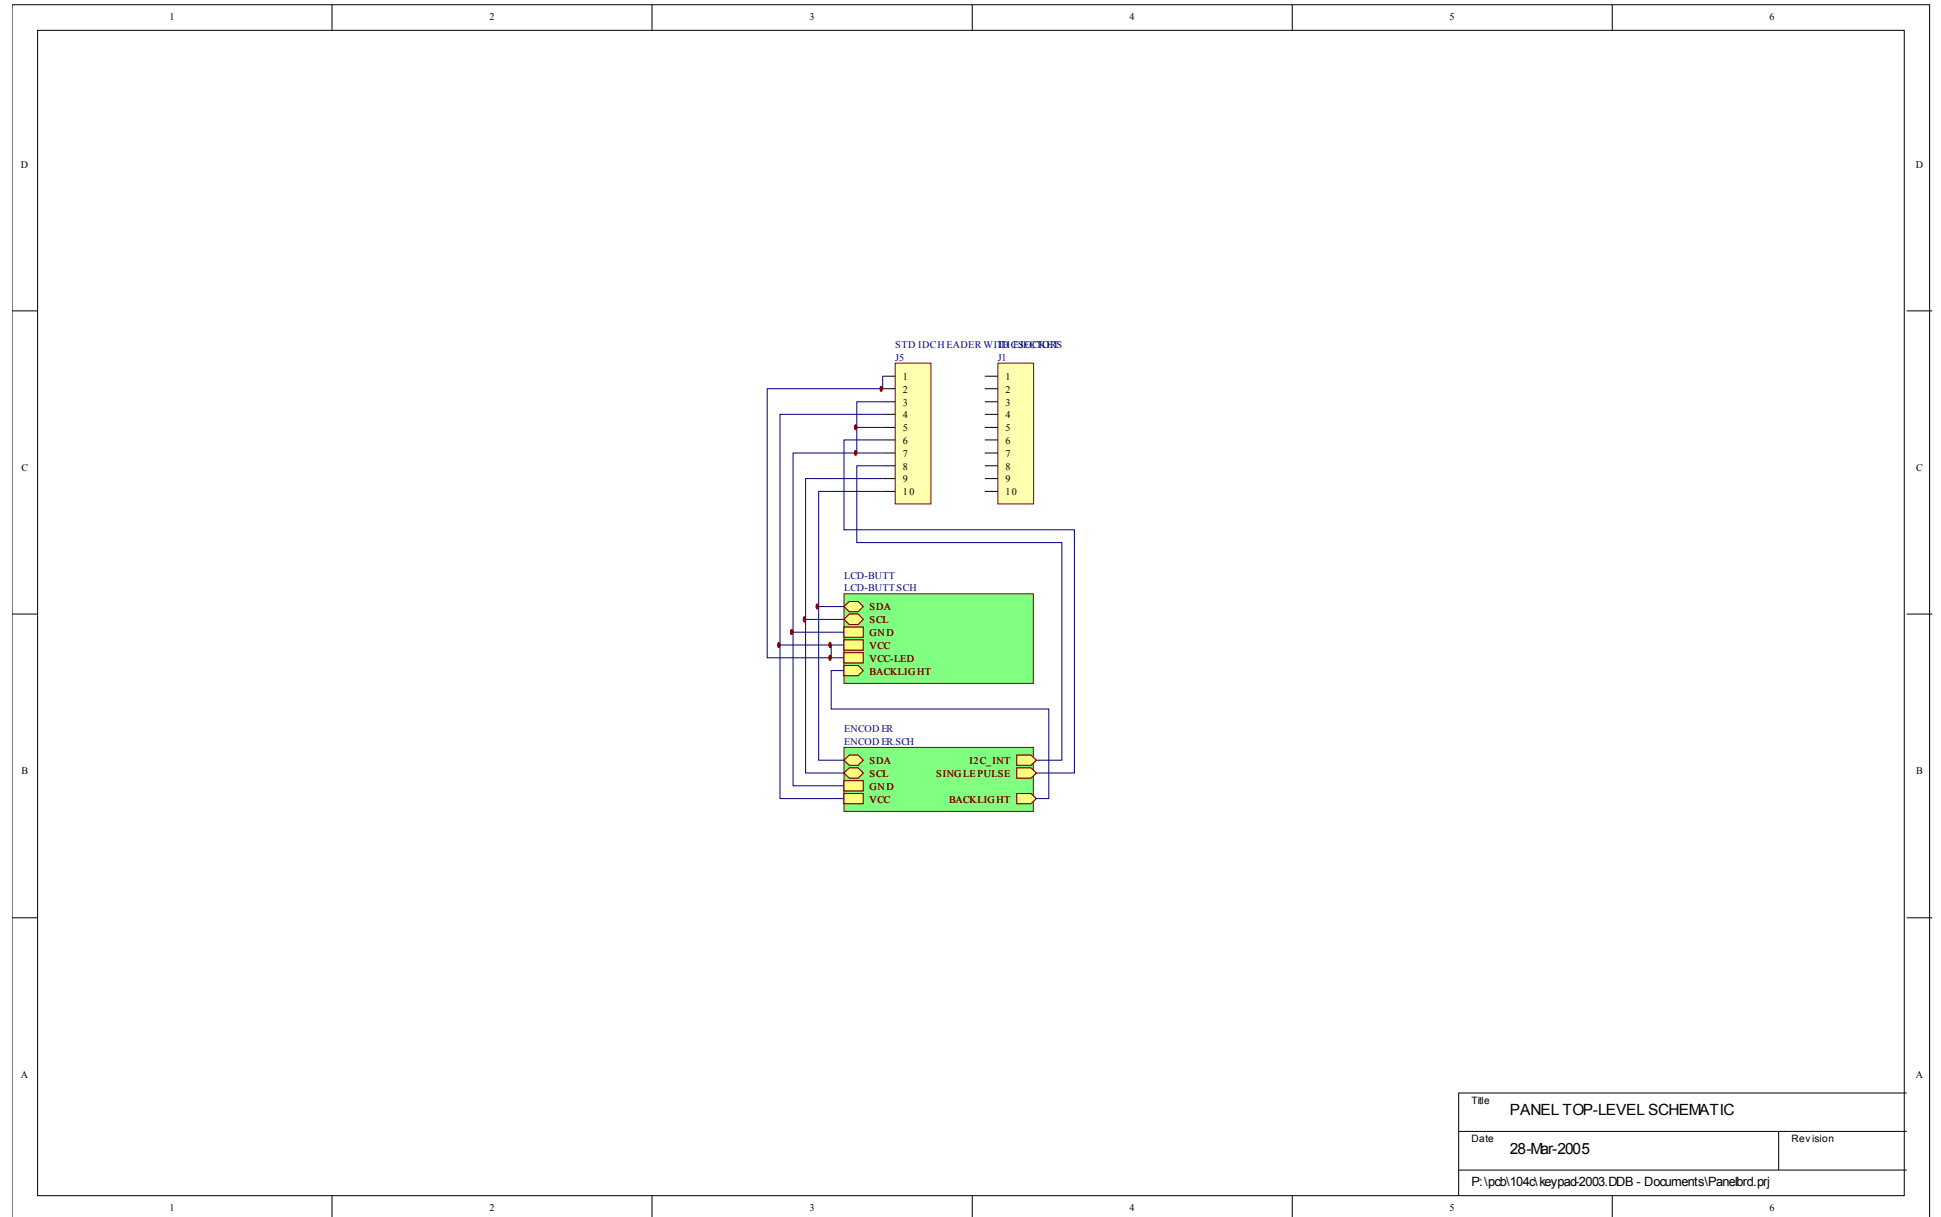 1 2 3 4 5 6
D D
STD IDC HEADER WITH EJECTORS
J5 J1
1 1
2 2
3 3
4 4
5 5
6 6
7 7
8 8
9 9
10 10
C C
LCD-BUTT
LCD-BUTT.SCH
SDA
SCL
GND
VCC
VCC-LED
BACKLIGHT
ENCODER
ENCODER.SCH
SDA I2C_INT
SCL SINGLEPULSE
GND
VCC BACKLIGHT
B B
A A
Title PANEL TOP-LEVEL SCHEMATIC
Date 28-Mar-2005 Revision
P:\pcb\104c\keypad-2003.DDB - Documents\Panelbrd.prj
1 2 3 4 5 6